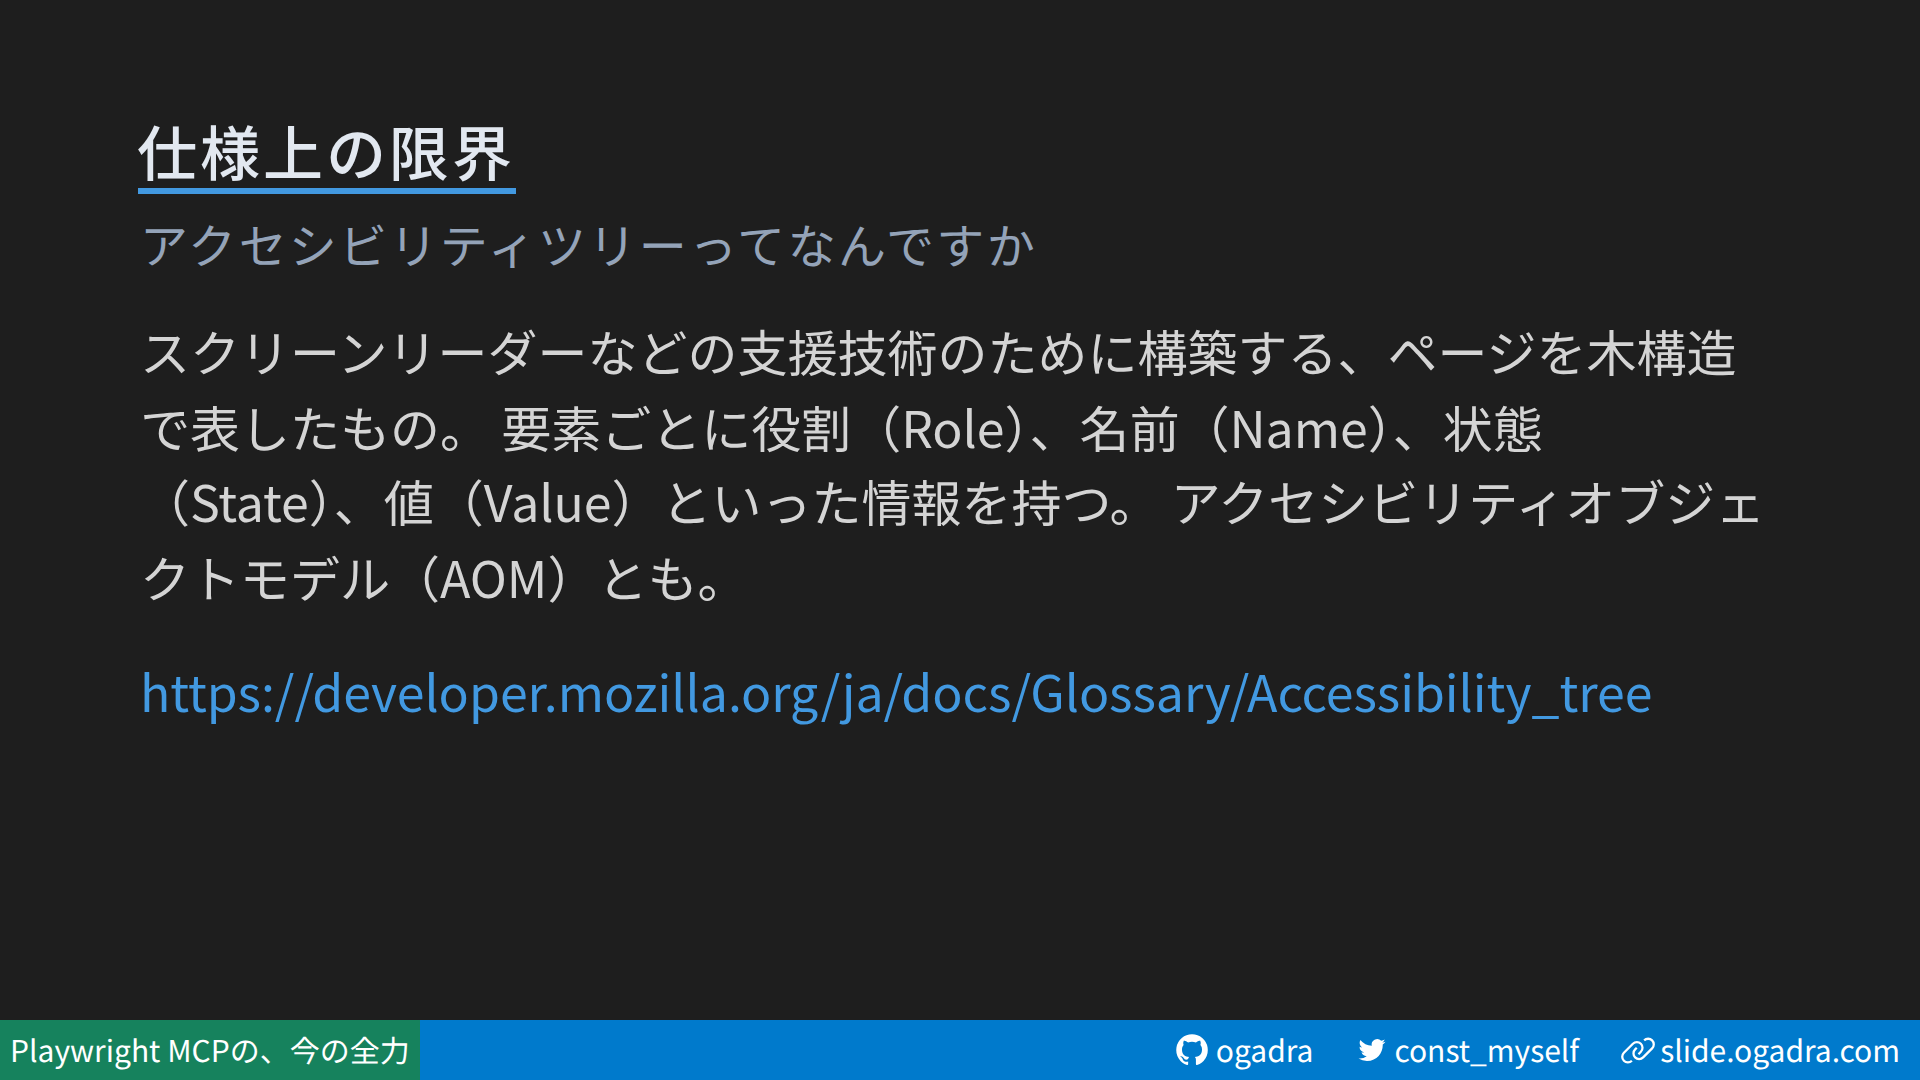 仕様上の限界
アクセシビリティツリーってなんですか
スクリーンリーダーなどの支援技術のために構築する、ページを木構造
で表したもの。 要素ごとに役割（Role）、名前（Name）、状態
（State）、値（Value）といった情報を持つ。 アクセシビリティオブジェ
クトモデル（AOM）とも。
https://developer.mozilla.org/ja/docs/Glossary/Accessibility_tree
Playwright MCPの、今の全力
ogadra
const_myself
slide.ogadra.com